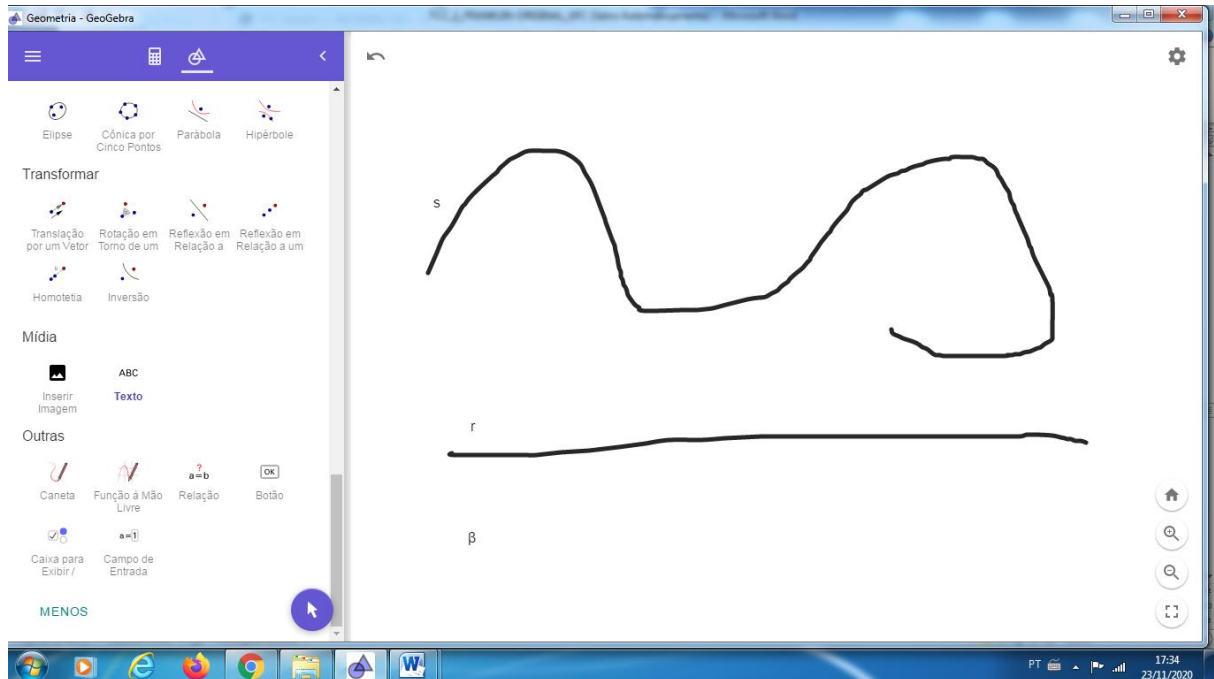 Geometria - GeoGebra
Elipse
Cônica por
Cinco Pontos
Parábola
Hipérbole
Transformar
Translação
por um Vetor
Rotação em
Torno de um
Reflexão em
Relação a
Reflexão em
Relação a um
Homotetia
Inversão
Mídia
ABC
Inserir
Imagem
Texto
Outras
?
a=b
OK
Caneta
Função à Mão
Livre
Relação
Botão
a=1
Caixa para
Exibir /
Campo de
Entrada
MENOS
s
r
β
W
PT
17:34
23/11/2020